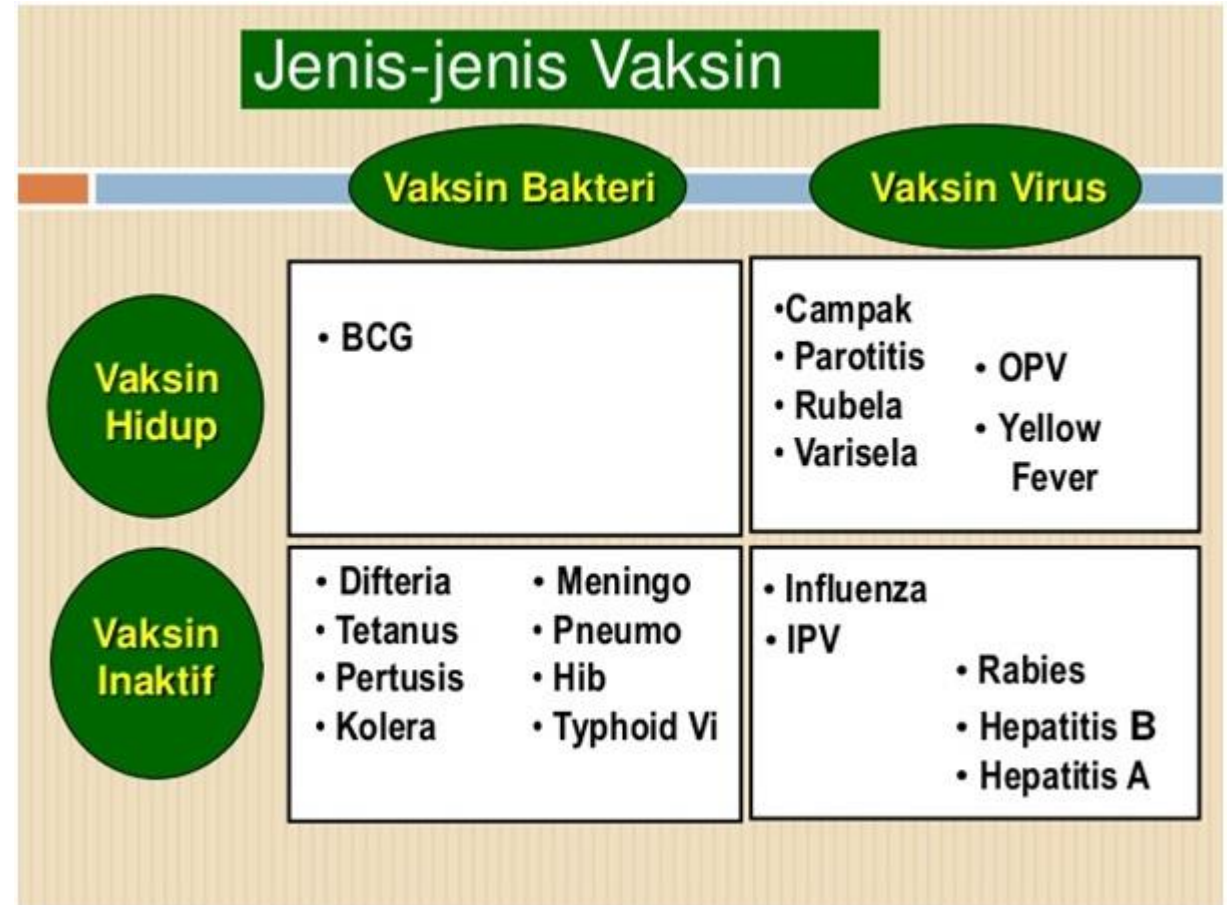 Jenis-jenis Vaksin
Vaksin Bakteri
Vaksin Virus
Vaksin
Hidup
• BCG
•Campak
• Parotitis
• Rubela
• Varisela
• OPV
• Yellow
Fever
Vaksin
Inaktif
• Difteria
• Tetanus
• Pertusis
• Kolera
• Meningo
• Pneumo
• Hib
• Typhoid Vi
• Influenza
• IPV
• Rabies
• Hepatitis B
• Hepatitis A